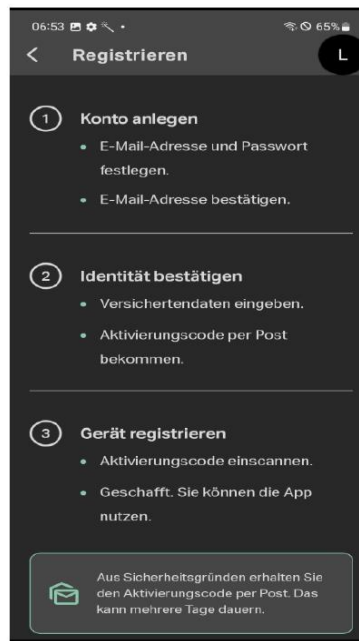 06:53
65%
Registrieren
L
1 Konto anlegen
• E-Mail-Adresse und Passwort
festlegen.
• E-Mail-Adresse bestätigen.
2 Identität bestätigen
• Versichertendaten eingeben.
• Aktivierungscode per Post
bekommen.
3 Gerät registrieren
• Aktivierungscode einscannen.
• Geschafft. Sie können die App
nutzen.
Aus Sicherheitsgründen erhalten Sie
den Aktivierungscode per Post. Das
kann mehrere Tage dauern.